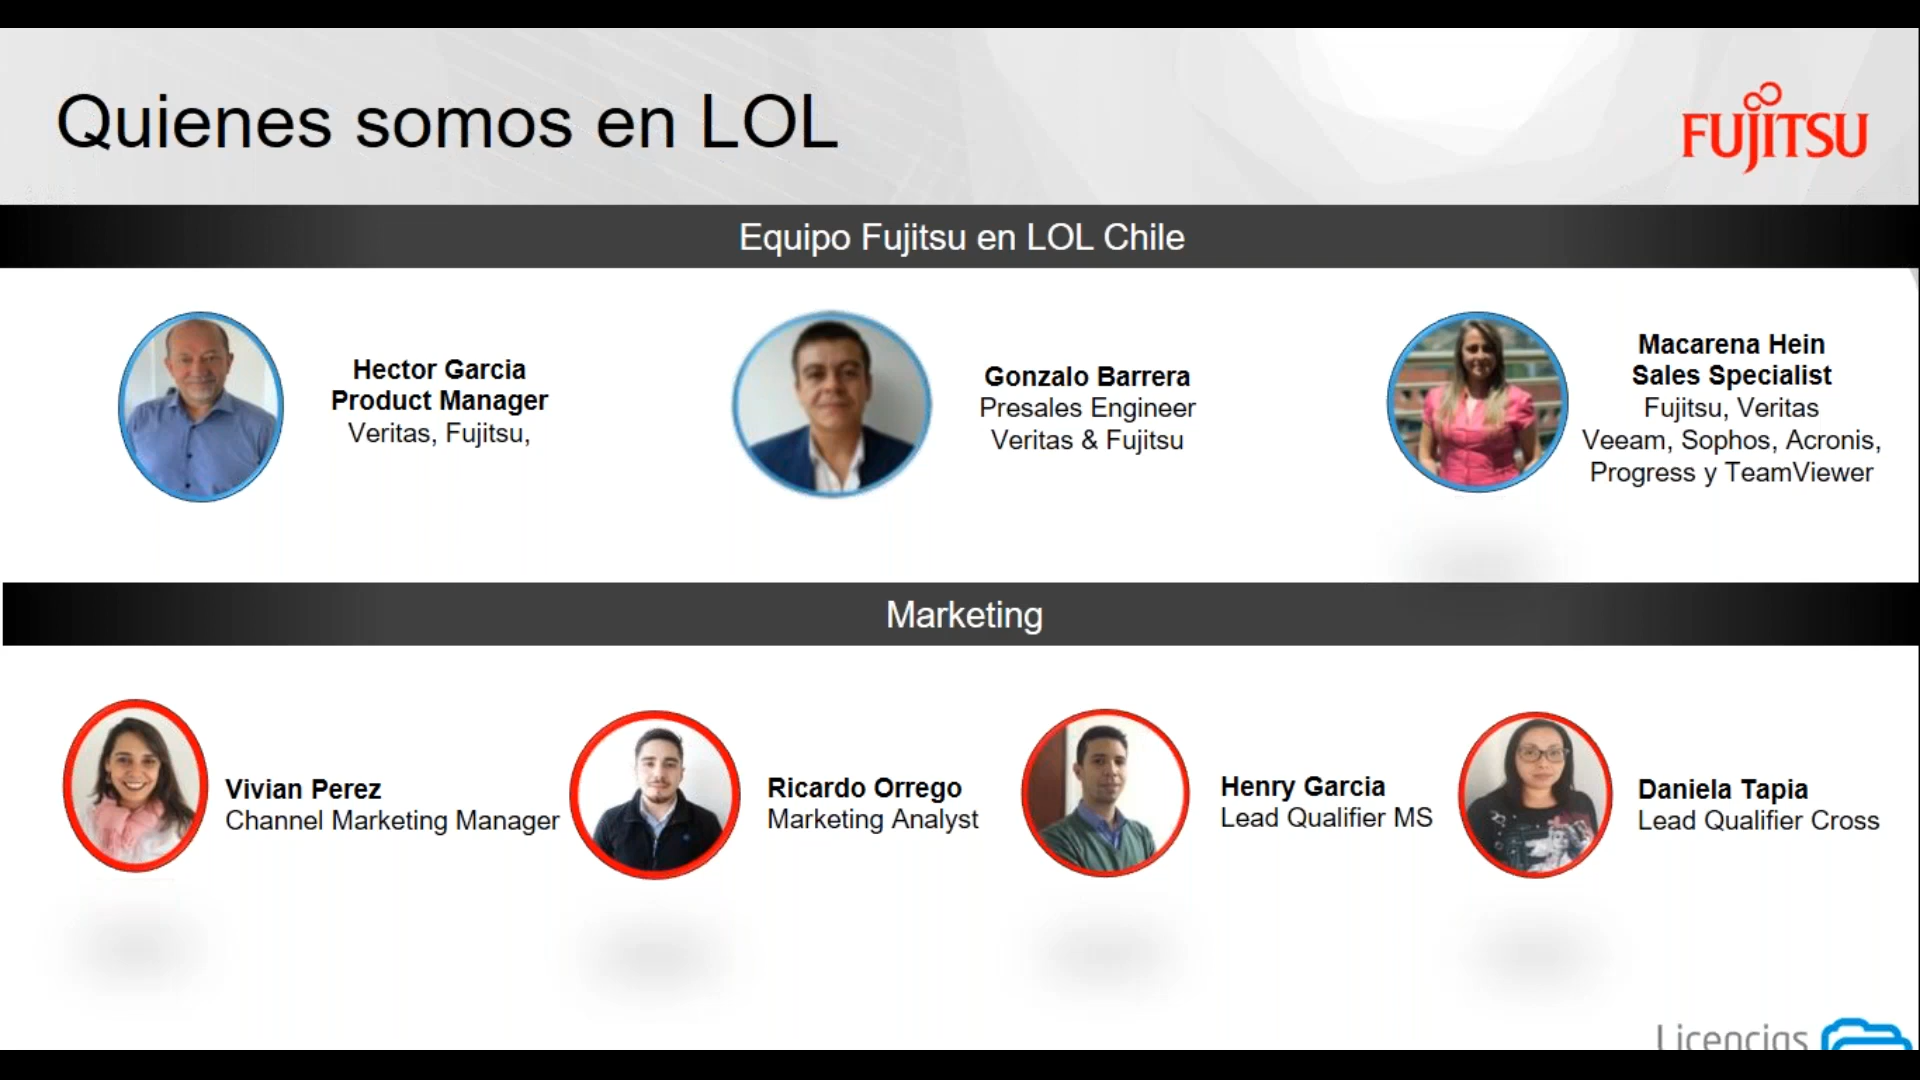 Quienes somos en LOL
FUJITSU
Equipo Fujitsu en LOL Chile
Hector Garcia
Product Manager
Veritas, Fujitsu,
Gonzalo Barrera
Presales Engineer
Veritas & Fujitsu
Macarena Hein
Sales Specialist
Fujitsu, Veritas
Veeam, Sophos, Acronis,
Progress y TeamViewer
Marketing
Vivian Perez
Channel Marketing Manager
Ricardo Orrego
Marketing Analyst
Henry Garcia
Lead Qualifier MS
Daniela Tapia
Lead Qualifier Cross
Licencias